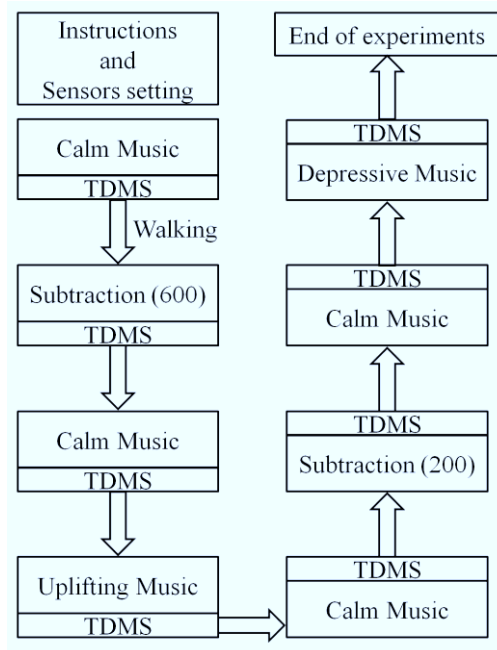 Instructions
and
Sensors setting
Calm Music
TDMS
Walking
Subtraction (600)
TDMS
Calm Music
TDMS
Uplifting Music
TDMS
TDMS
Calm Music
TDMS
Subtraction (200)
TDMS
Calm Music
TDMS
Depressive Music
End of experiments